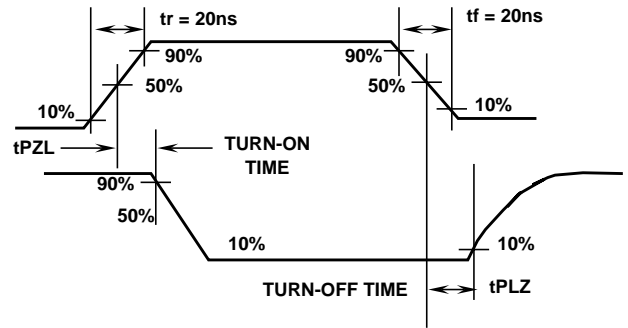 tr = 20ns
tf = 20ns
90%
90%
50%
50%
10%
10%
tPZL
TURN-ON
TIME
90%
50%
10%
10%
TURN-OFF TIME
tPLZ